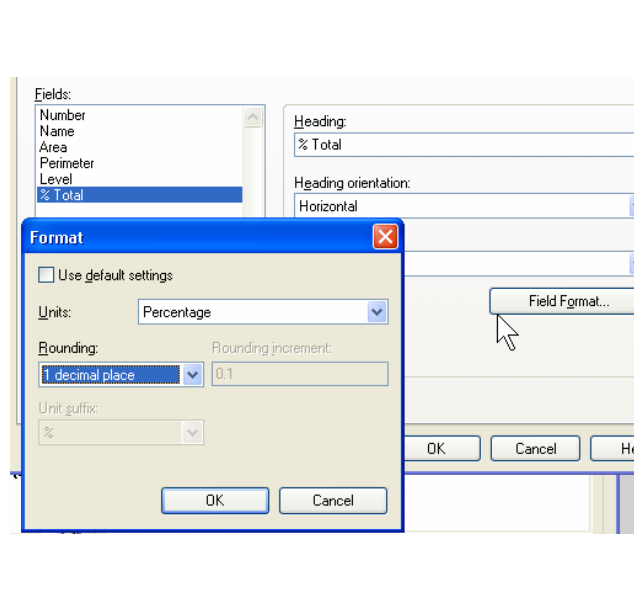 Fields:
Number
Name
Area
Perimeter
Level
% Total
Heading:
% Total
Heading orientation:
Horizontal
Field Format...
OK
Cancel
Format
Use default settings
Units:
Percentage
Rounding:
Rounding increment:
1 decimal place
0.1
Unit suffix:
%
OK
Cancel